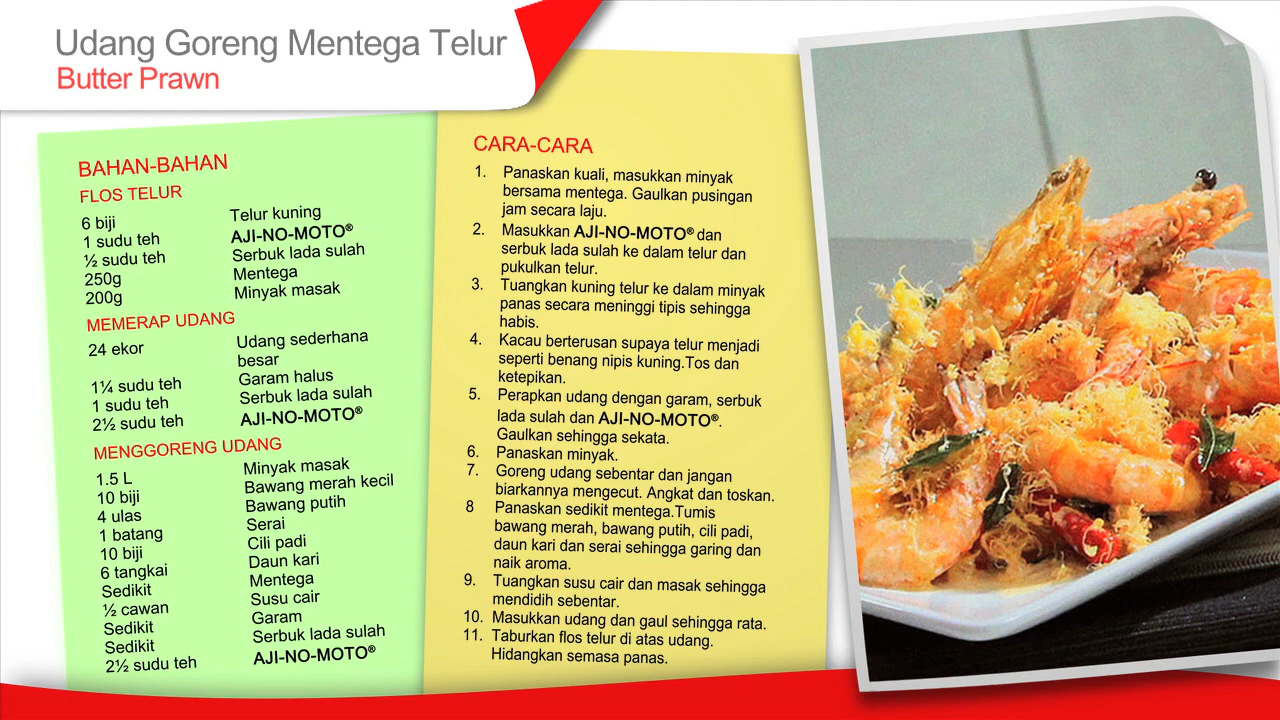 Udang Goreng Mentega Telur
Butter Prawn
BAHAN-BAHAN
FLOS TELUR
6 biji Telur kuning
1 sudu teh AJI-NO-MOTO®
½ sudu teh Serbuk lada sulah
250g Mentega
200g Minyak masak
MEMERAP UDANG
24 ekor Udang sederhana
besar
1¼ sudu teh Garam halus
1 sudu teh Serbuk lada sulah
2½ sudu teh AJI-NO-MOTO®
MENGGORENG UDANG
1.5 L Minyak masak
10 biji Bawang merah kecil
4 ulas Bawang putih
1 batang Serai
10 biji Cili padi
6 tangkai Daun kari
Sedikit Mentega
½ cawan Susu cair
Sedikit Garam
Sedikit Serbuk lada sulah
2½ sudu teh AJI-NO-MOTO®
CARA-CARA
1. Panaskan kuali, masukkan minyak
bersama mentega. Gaulkan pusingan
jam secara laju.
2. Masukkan AJI-NO-MOTO® dan
serbuk lada sulah ke dalam telur dan
pukulkan telur.
3. Tuangkan kuning telur ke dalam minyak
panas secara meninggi tipis sehingga
habis.
4. Kacau berterusan supaya telur menjadi
seperti benang nipis kuning.Tos dan
ketepikan.
5. Perapkan udang dengan garam, serbuk
lada sulah dan AJI-NO-MOTO®.
Gaulkan sehingga sekata.
6. Panaskan minyak.
7. Goreng udang sebentar dan jangan
biarkannya mengecut. Angkat dan toskan.
8 Panaskan sedikit mentega.Tumis
bawang merah, bawang putih, cili padi,
daun kari dan serai sehingga garing dan
naik aroma.
9. Tuangkan susu cair dan masak sehingga
mendidih sebentar.
10. Masukkan udang dan gaul sehingga rata.
11. Taburkan flos telur di atas udang.
Hidangkan semasa panas.